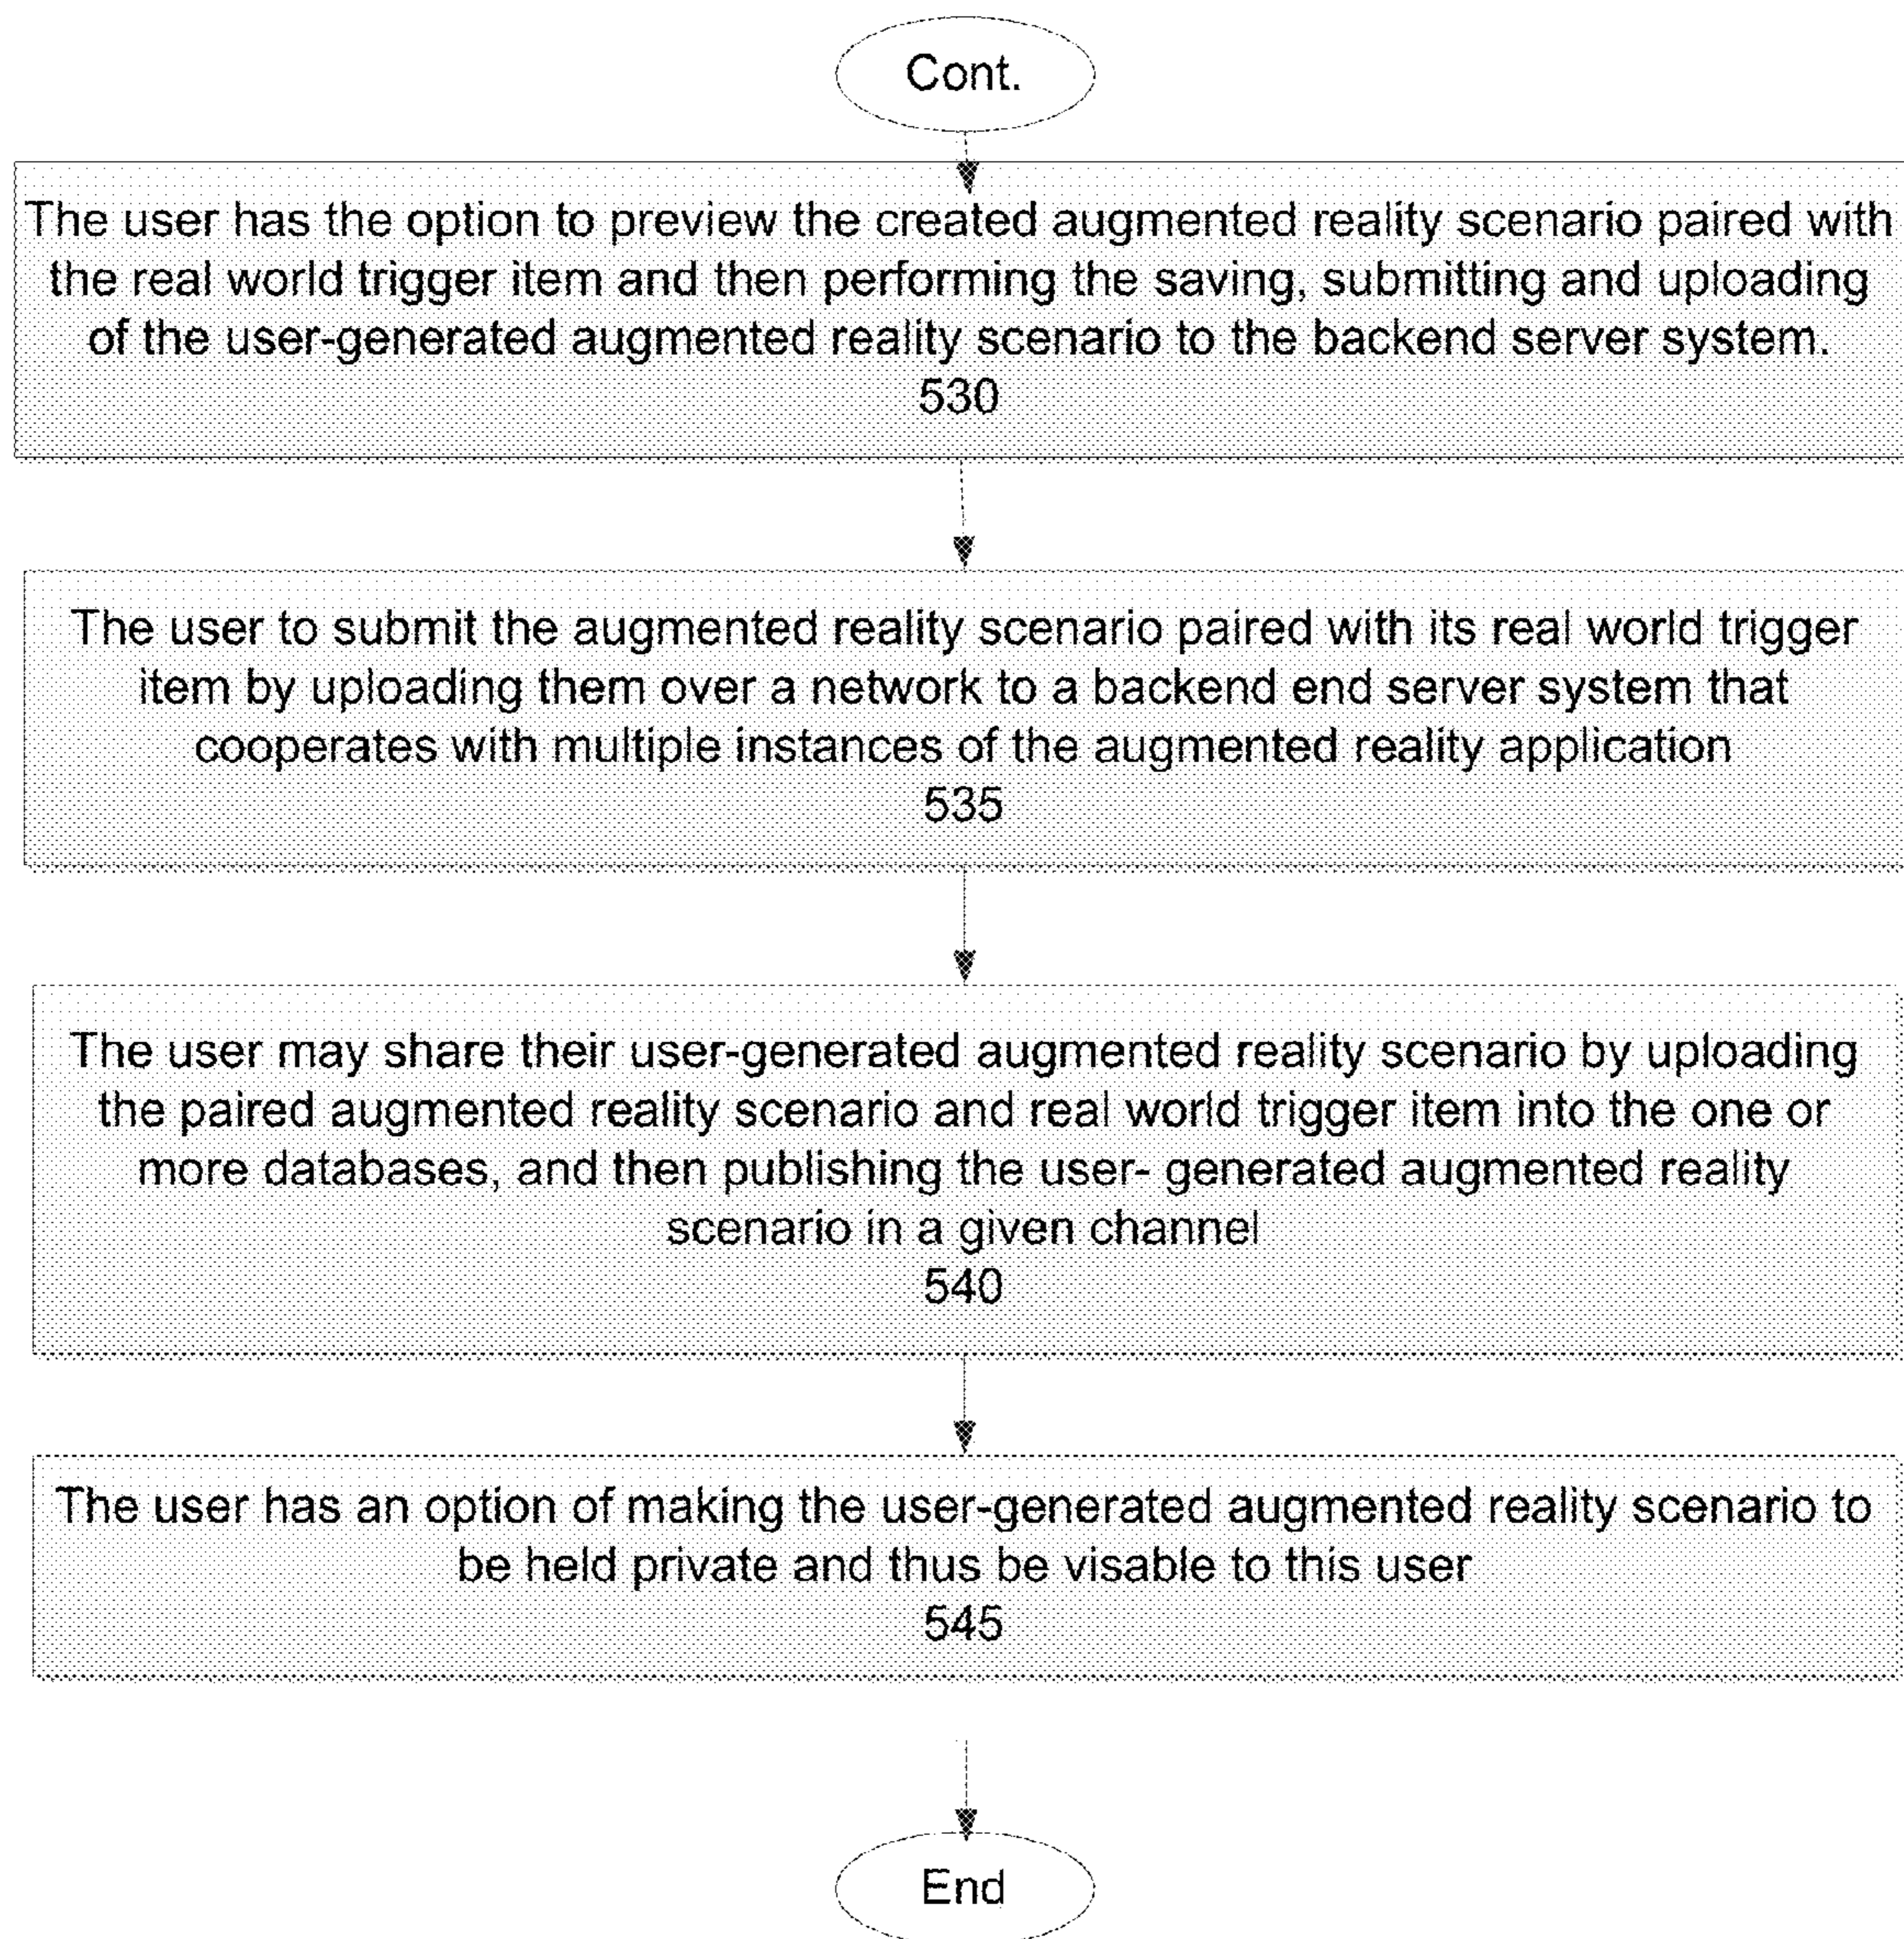 Cont.
The user has the option to preview the created augmented reality scenario paired with
the real world trigger item and then performing the saving, submitting and uploading
of the user-generated augmented reality scenario to the backend server system.
530
The user to submit the augmented reality scenario paired with its real world trigger
item by uploading them over a network to a backend end server system that
cooperates with multiple instances of the augmented reality application
535
The user may share their user-generated augmented reality scenario by uploading
the paired augmented reality scenario and real world trigger item into the one or
more databases, and then publishing the user- generated augmented reality
scenario in a given channel
540
The user has an option of making the user-generated augmented reality scenario to
be held private and thus be visable to this user
545
End